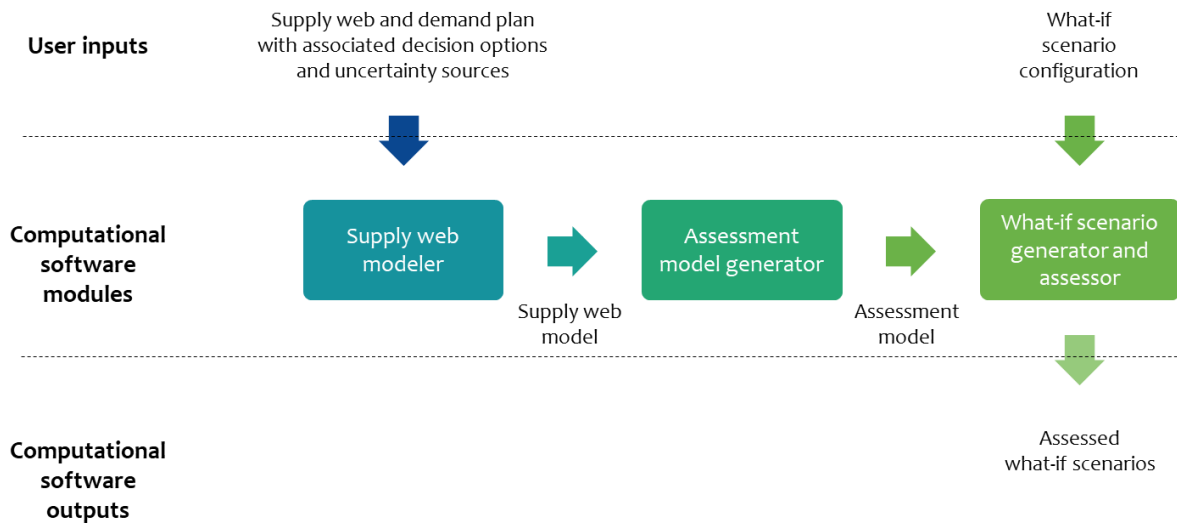 User inputs
Supply web and demand plan
with associated decision options
and uncertainty sources
What-if
scenario
configuration
Computational
software
modules
Supply web
modeler
Supply web
model
Assessment
model generator
Assessment
model
What-if scenario
generator and
assessor
Computational
software
outputs
Assessed
what-if scenarios